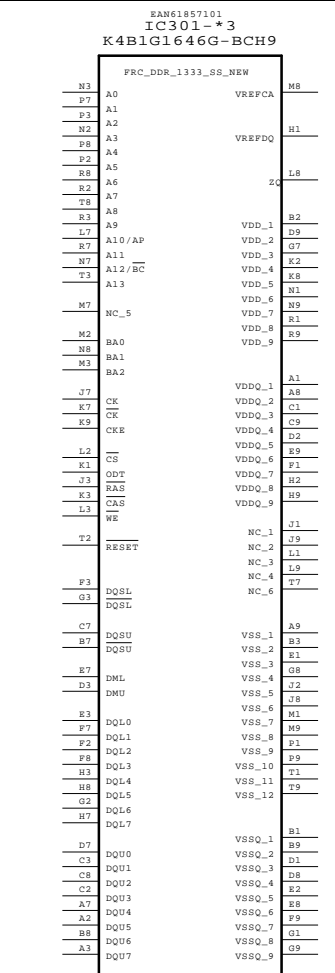 EAN61857101
IC301-*3
K4B1G1646G-BCH9
FRC_DDR_1333_SS_NEW
N3 A0
P7 A1
P3 A2
N2 A3
P8 A4
P2 A5
R8 A6
R2 A7
T8 A8
R3 A9
L7 A10/AP
R7 A11
N7 A12/BC
T3 A13
M7 NC_5
M2 BA0
N8 BA1
M3 BA2
J7 CK
K7 CK
K9 CKE
L2 CS
K1 ODT
J3 RAS
K3 CAS
L3 WE
T2 RESET
F3 DQSL
G3 DQSL
C7 DQSU
B7 DQSU
E7 DML
D3 DMU
E3 DQL0
F7 DQL1
F2 DQL2
F8 DQL3
H3 DQL4
H8 DQL5
G2 DQL6
H7 DQL7
D7 DQU0
C3 DQU1
C8 DQU2
C2 DQU3
A7 DQU4
A2 DQU5
B8 DQU6
A3 DQU7
VREFCA M8
VREFDQ H1
ZQ L8
VDD_1 B2
VDD_2 D9
VDD_3 G7
VDD_4 K2
VDD_5 K8
VDD_6 N1
VDD_7 N9
VDD_8 R1
VDD_9 R9
VDDQ_1 A1
VDDQ_2 A8
VDDQ_3 C1
VDDQ_4 C9
VDDQ_5 D2
VDDQ_6 E9
VDDQ_7 F1
VDDQ_8 H2
VDDQ_9 H9
NC_1 J1
NC_2 J9
NC_3 L1
NC_4 L9
NC_6 T7
VSS_1 A9
VSS_2 B3
VSS_3 E1
VSS_4 G8
VSS_5 J2
VSS_6 J8
VSS_7 M1
VSS_8 M9
VSS_9 P1
VSS_10 P9
VSS_11 T1
VSS_12 T9
VSSQ_1 B1
VSSQ_2 B9
VSSQ_3 D1
VSSQ_4 D8
VSSQ_5 E2
VSSQ_6 E8
VSSQ_7 F9
VSSQ_8 G1
VSSQ_9 G9